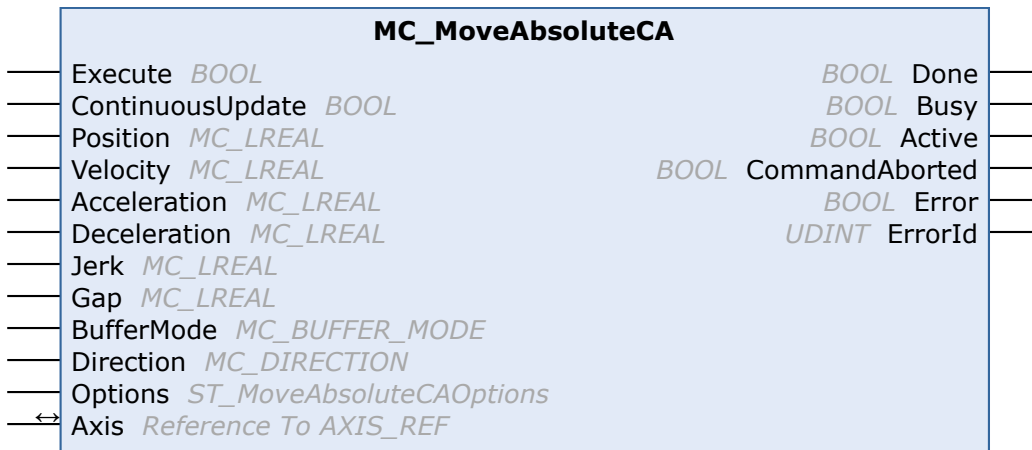 MC_MoveAbsoluteCA
Execute BOOL BOOL Done
ContinuousUpdate BOOL BOOL Busy
Position MC_LREAL BOOL Active
Velocity MC_LREAL BOOL CommandAborted
Acceleration MC_LREAL BOOL Error
Deceleration MC_LREAL UDINT ErrorId
Jerk MC_LREAL
Gap MC_LREAL
BufferMode MC_BUFFER_MODE
Direction MC_DIRECTION
Options ST_MoveAbsoluteCAOptions
Axis Reference To AXIS_REF